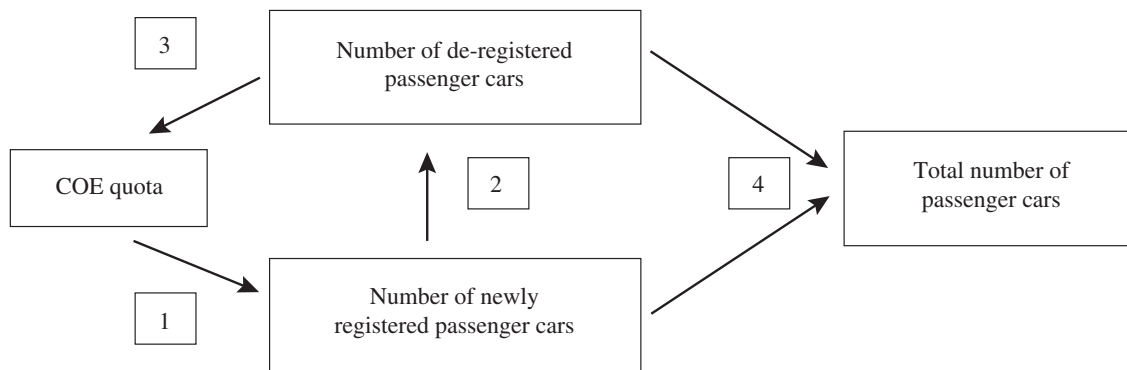 3
Number of de-registered
passenger cars
COE quota
2
4
Total number of
passenger cars
1
Number of newly
registered passenger cars